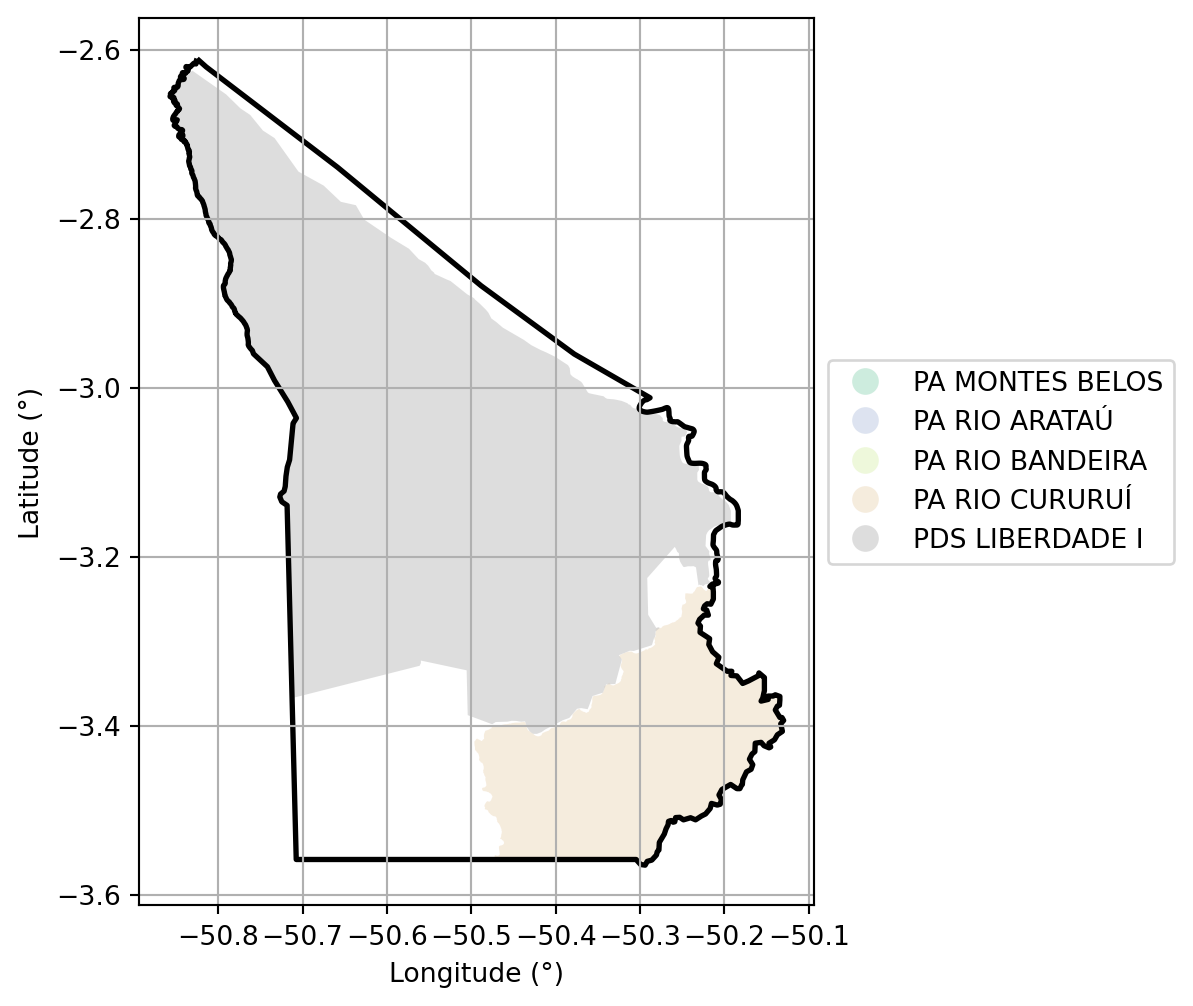 −2.6
−2.8
−3.0
−3.2
−3.4
−3.6
Latitude (°)
−50.8 −50.7 −50.6 −50.5 −50.4 −50.3 −50.2 −50.1
Longitude (°)
PA MONTES BELOS
PA RIO ARATAÚ
PA RIO BANDEIRA
PA RIO CURURUÍ
PDS LIBERDADE I